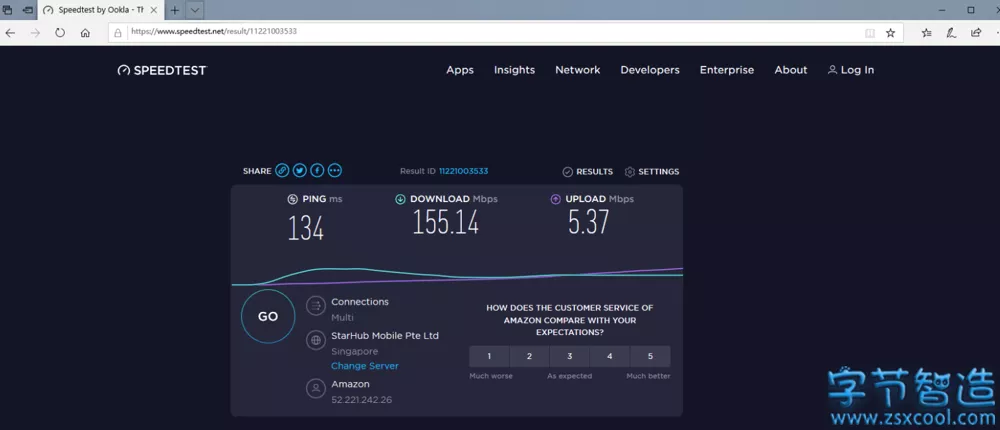 Speedtest by Ookla - Th
https://www.speedtest.net/result/11221003533
SPEEDTEST
Apps Insights Network Developers Enterprise About Log In
SHARE Result ID 11221003533 RESULTS SETTINGS
PING ms DOWNLOAD Mbps UPLOAD Mbps
134 155.14 5.37
GO
Connections
Multi
StarHub Mobile Pte Ltd
Singapore
Change Server
Amazon
52.221.242.26
HOW DOES THE CUSTOMER SERVICE OF
AMAZON COMPARE WITH YOUR
EXPECTATIONS?
1 2 3 4 5
Much worse As expected Much better
字节智造
www.zsxcool.com